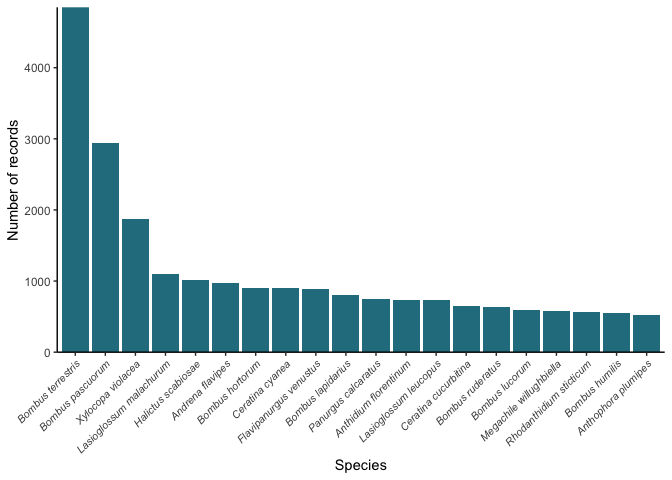 Number of records
4000
3000
2000
1000
0
Bombus terrestris
Bombus pascuorum
Xylocopa violacea
Lasioglossum malachurum
Halictus scabiosae
Andrena flavipes
Bombus hortorum
Ceratina cyanea
Flavipanurgus venustus
Bombus lapidarius
Panurgus calcaratus
Anthidium florentinum
Lasioglossum leucopus
Ceratina cucurbitina
Bombus ruderatus
Bombus lucorum
Megachile willughbiella
Rhodanthidium sticticum
Bombus humilis
Anthophora plumipes
Species